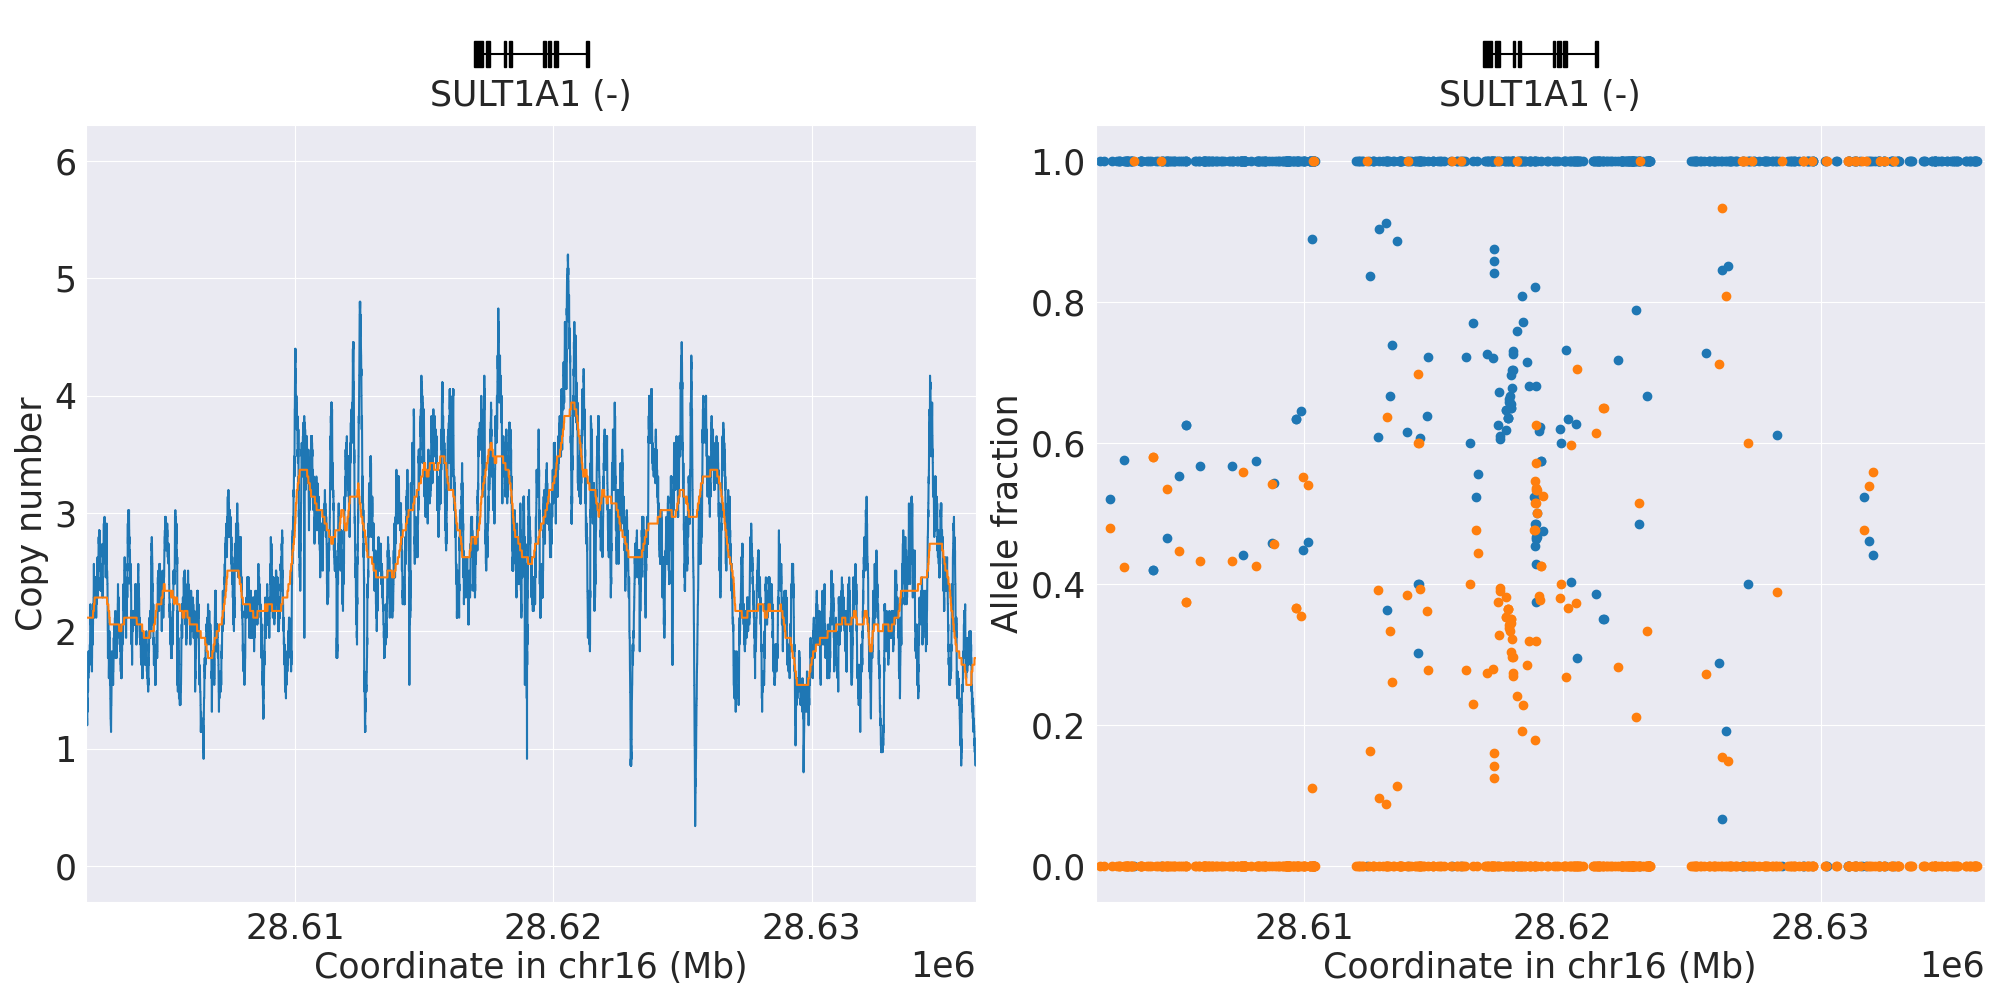 SULT1A1 (-)
6
5
4
3
2
1
0
Copy number
28.61
28.62
28.63
Coordinate in chr16 (Mb)
1e6
SULT1A1 (-)
1.0
0.8
0.6
0.4
0.2
0.0
Allele fraction
28.61
28.62
28.63
Coordinate in chr16 (Mb)
1e6